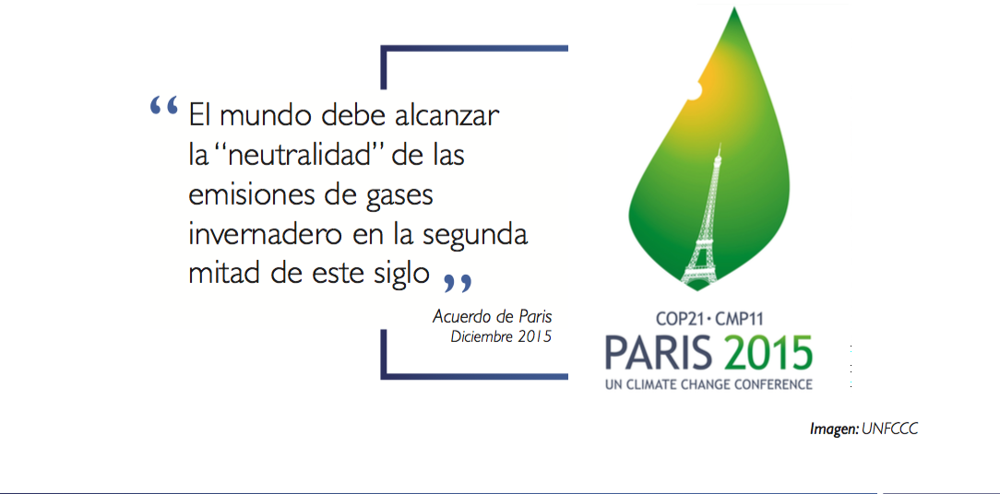 “ El mundo debe alcanzar
la “neutralidad” de las
emisiones de gases
invernadero en la segunda
mitad de este siglo ”
Acuerdo de Paris
Diciembre 2015
COP21 · CMP11
PARIS 2015
UN CLIMATE CHANGE CONFERENCE
Imagen: UNFCCC